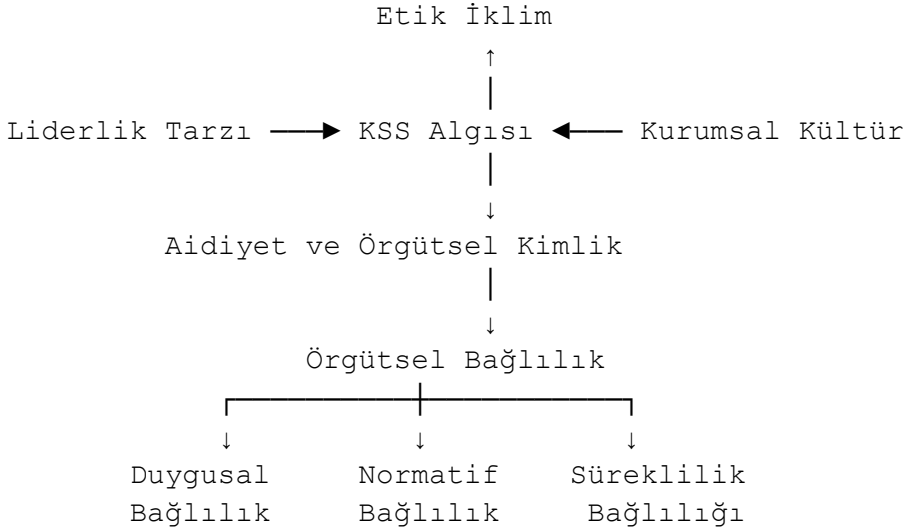 Etik İklim
Liderlik Tarzı KSS Algısı Kurumsal Kültür
Aidiyet ve Örgütsel Kimlik
Örgütsel Bağlılık
Duygusal Normatif Süreklilik
Bağlılık Bağlılık Bağlılığı